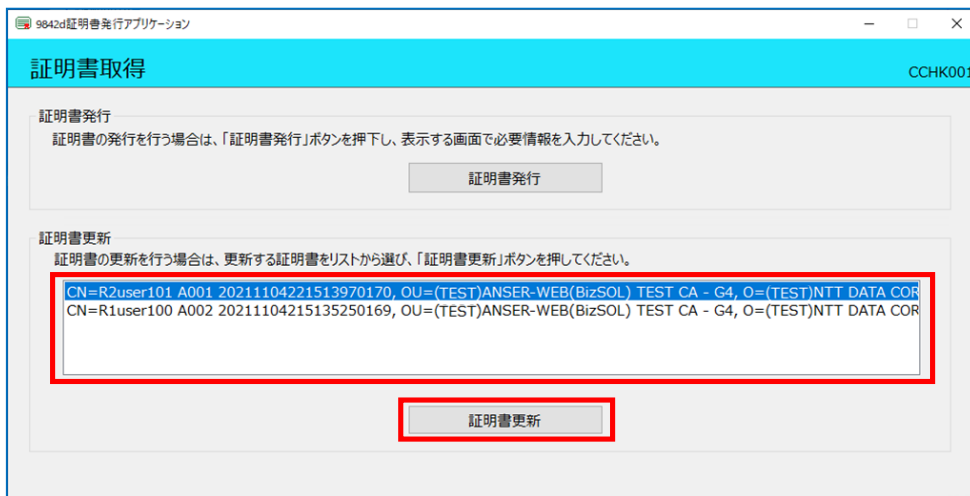 9842d証明書発行アプリケーション
証明書取得
CCHK001
証明書発行
証明書の発行を行う場合は、「証明書発行」ボタンを押下し、表示する画面で必要情報を入力してください。
証明書発行
証明書更新
証明書の更新を行う場合は、更新する証明書をリストから選び、「証明書更新」ボタンを押してください。
CN=R2user101 A001 20211104221513970170, OU=(TEST)ANSER-WEB(BizSOL) TEST CA - G4, O=(TEST)NTT DATA COR
CN=R1user100 A002 20211104215135250169, OU=(TEST)ANSER-WEB(BizSOL) TEST CA - G4, O=(TEST)NTT DATA COR
証明書更新